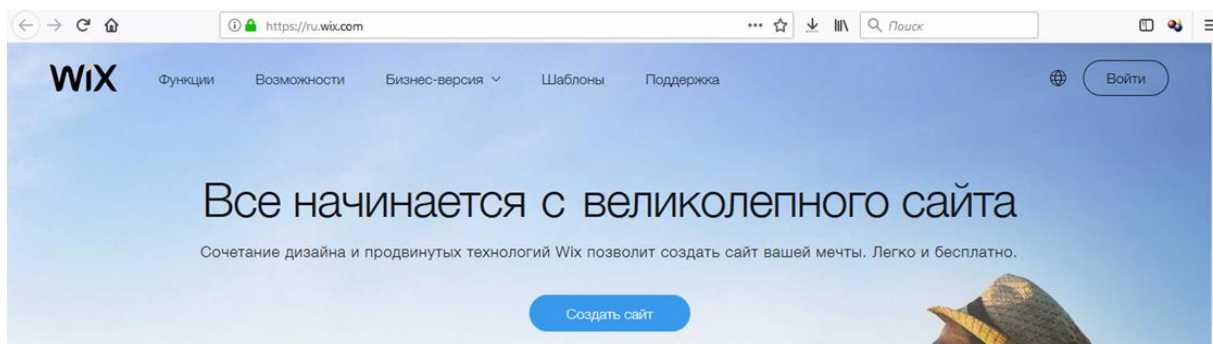 https://ru.wix.com Поиск
WiX Функции Возможности Бизнес-версия Шаблоны Поддержка Войти
Все начинается с великолепного сайта
Сочетание дизайна и продвинутых технологий Wix позволит создать сайт вашей мечты. Легко и бесплатно.
Создать сайт